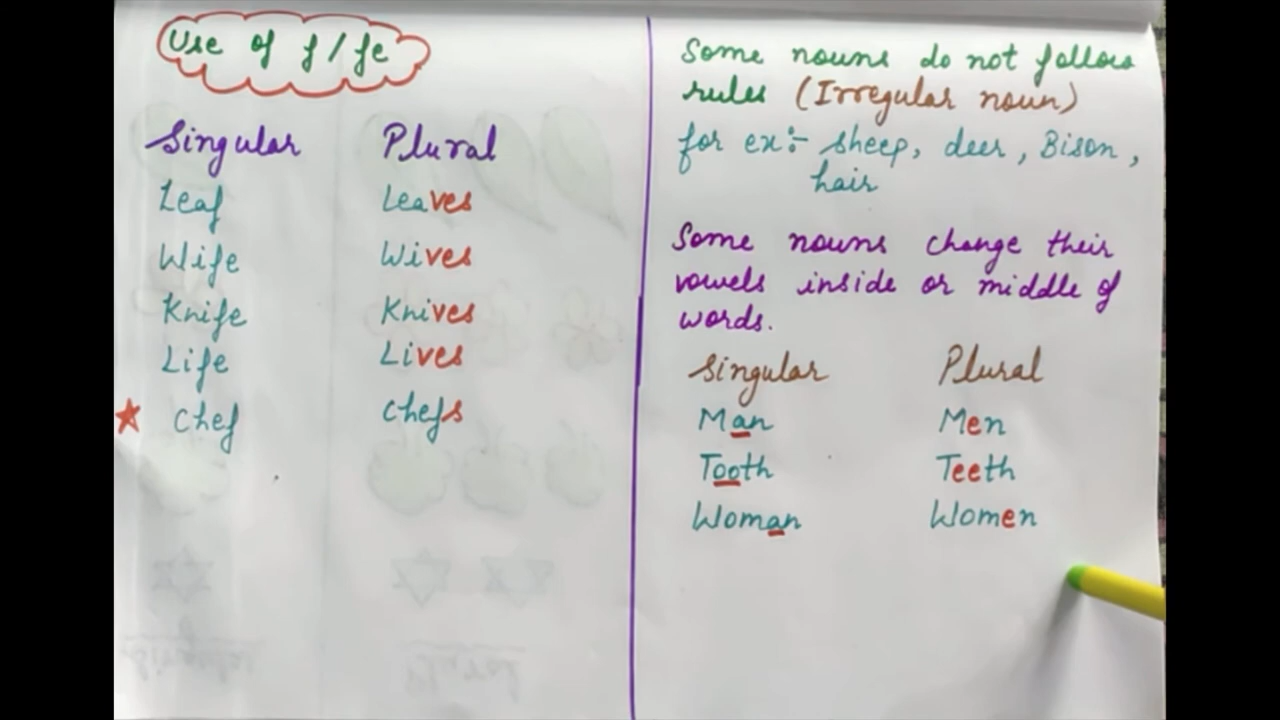 Use of f/fe
Singular Plural
Leaf Leaves
Wife Wives
Knife Knives
Life Lives
Chef Chefs
Some nouns do not follow
rules (Irregular noun)
for ex:- sheep, deer, Bison,
hair
Some nouns change their
vowels inside or middle of
words.
Singular Plural
Man Men
Tooth Teeth
Woman Women
Singular Plural